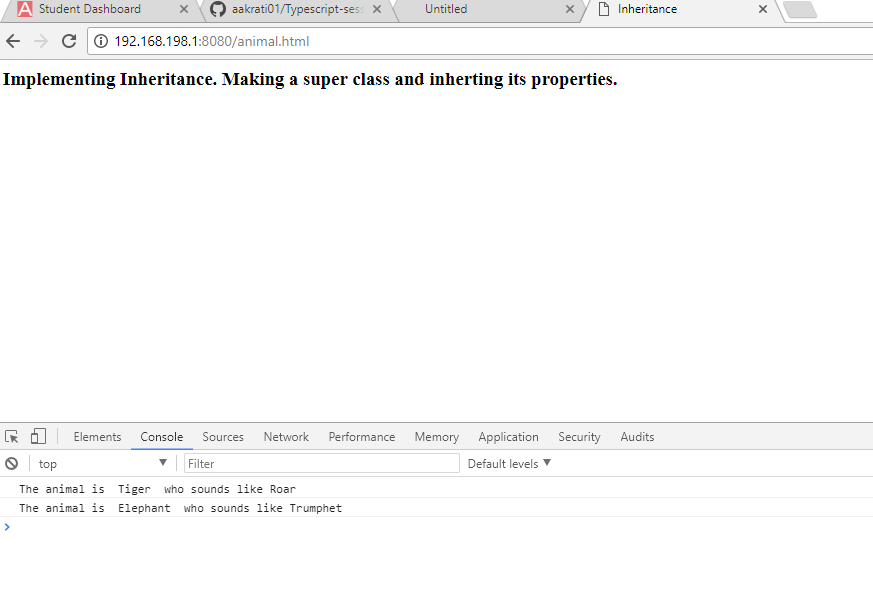 Student Dashboard aakrati01/Typescript-sess Untitled Inheritance
192.168.198.1:8080/animal.html
Implementing Inheritance. Making a super class and inherting its properties.
Elements Console Sources Network Performance Memory Application Security Audits
top Filter Default levels
The animal is  Tiger  who sounds like Roar
The animal is  Elephant  who sounds like Trumphet